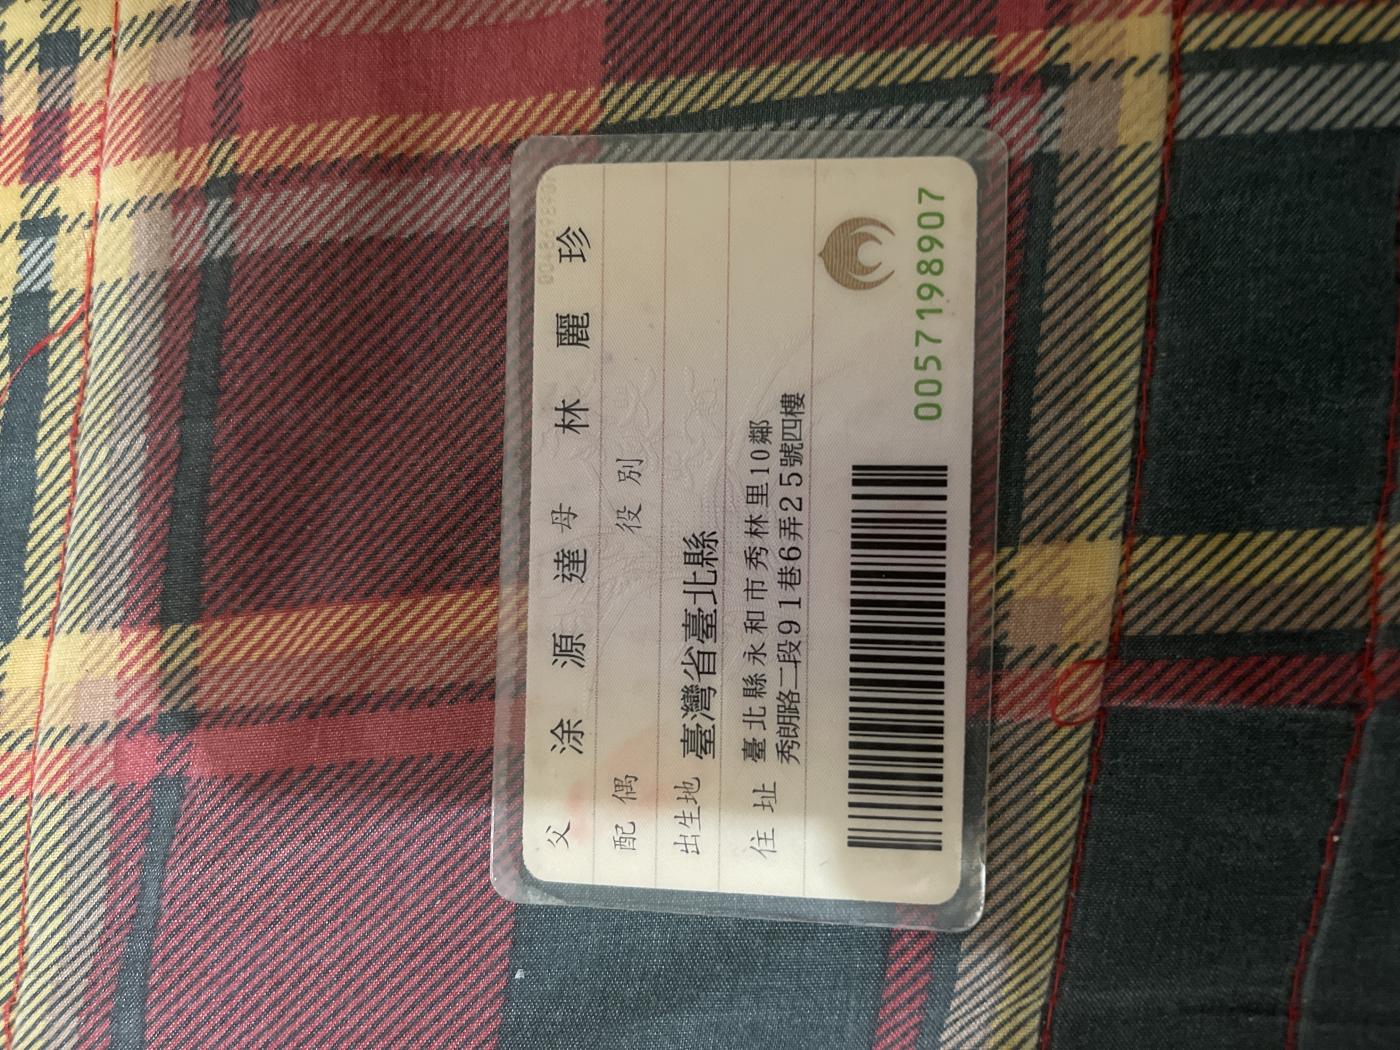 父 涂源達 母 林麗珍
配偶 役別
出生地 臺灣省臺北縣
住址 臺北縣永和市秀林里10鄰
秀朗路二段91巷6弄25號四樓
0057198907